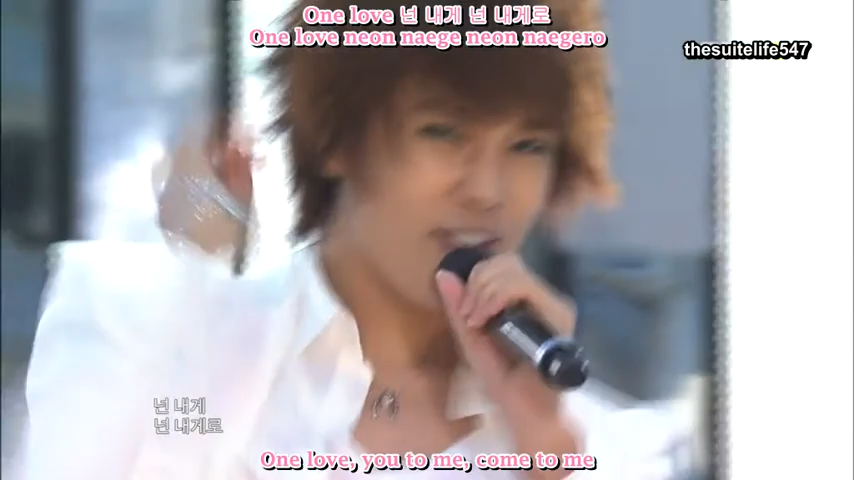 One love 넌 내게 넌 내게로
One love neon naege neon naegero
thesuitelife547
넌 내게
넌 내게로
One love, you to me, come to me